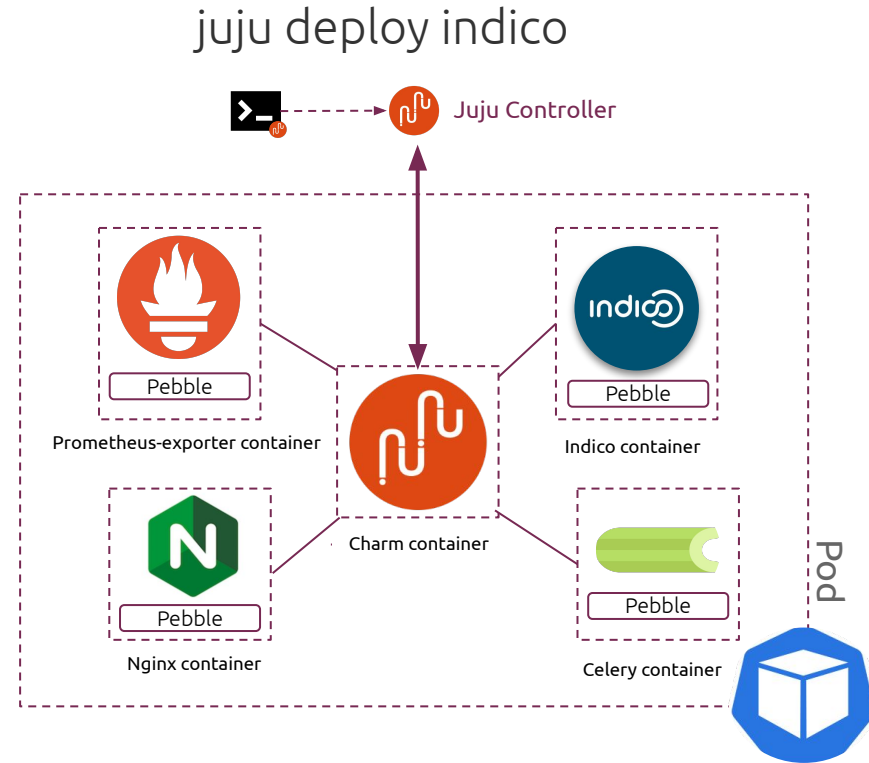 juju deploy indico
Juju Controller
Pebble
Prometheus-exporter container
indico
Pebble
Indico container
Charm container
N
Pebble
Nginx container
Pebble
Celery container
Pod